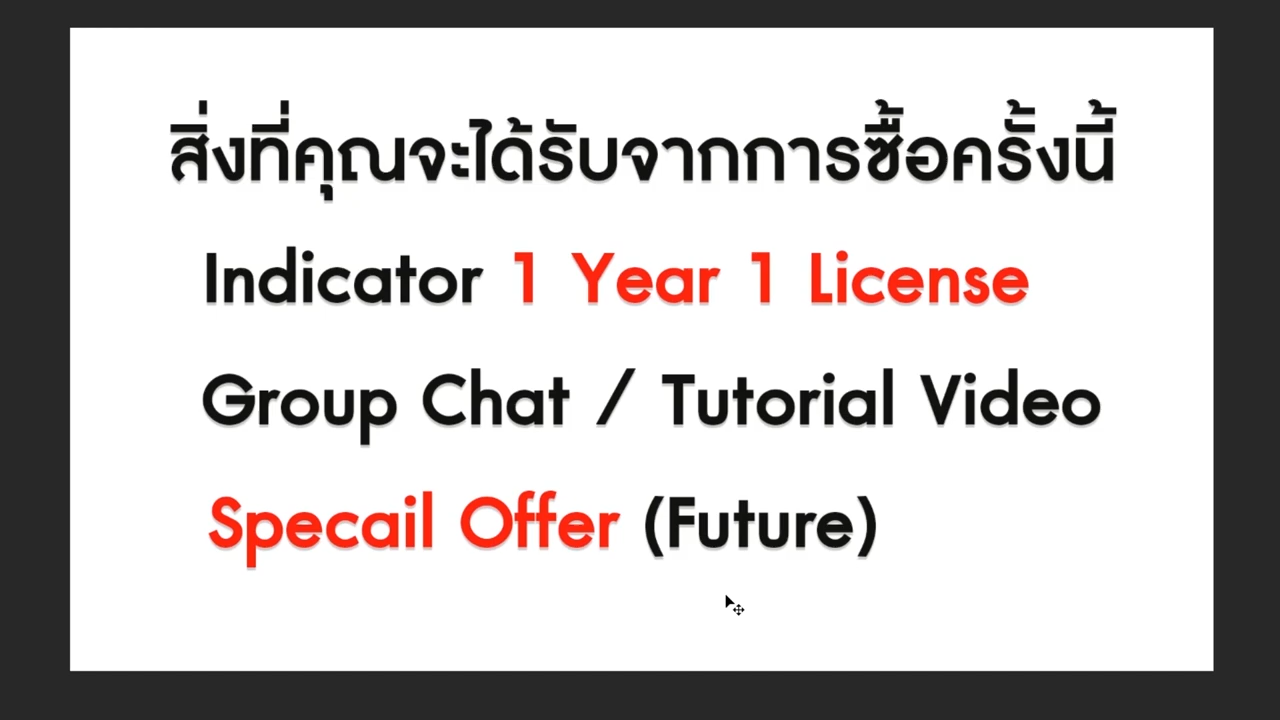 สิ่งที่คุณจะได้รับจากการซื้อครั้งนี้
Indicator 1 Year 1 License
Group Chat / Tutorial Video
Specail Offer (Future)